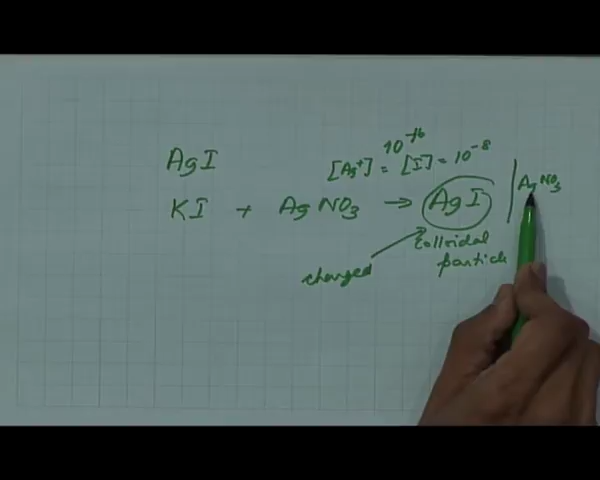 10⁻¹⁶
AgI [Ag⁺] = [I] = 10⁻⁸
KI + AgNO₃ → AgI | AgNO₃
colloidal
charged particle